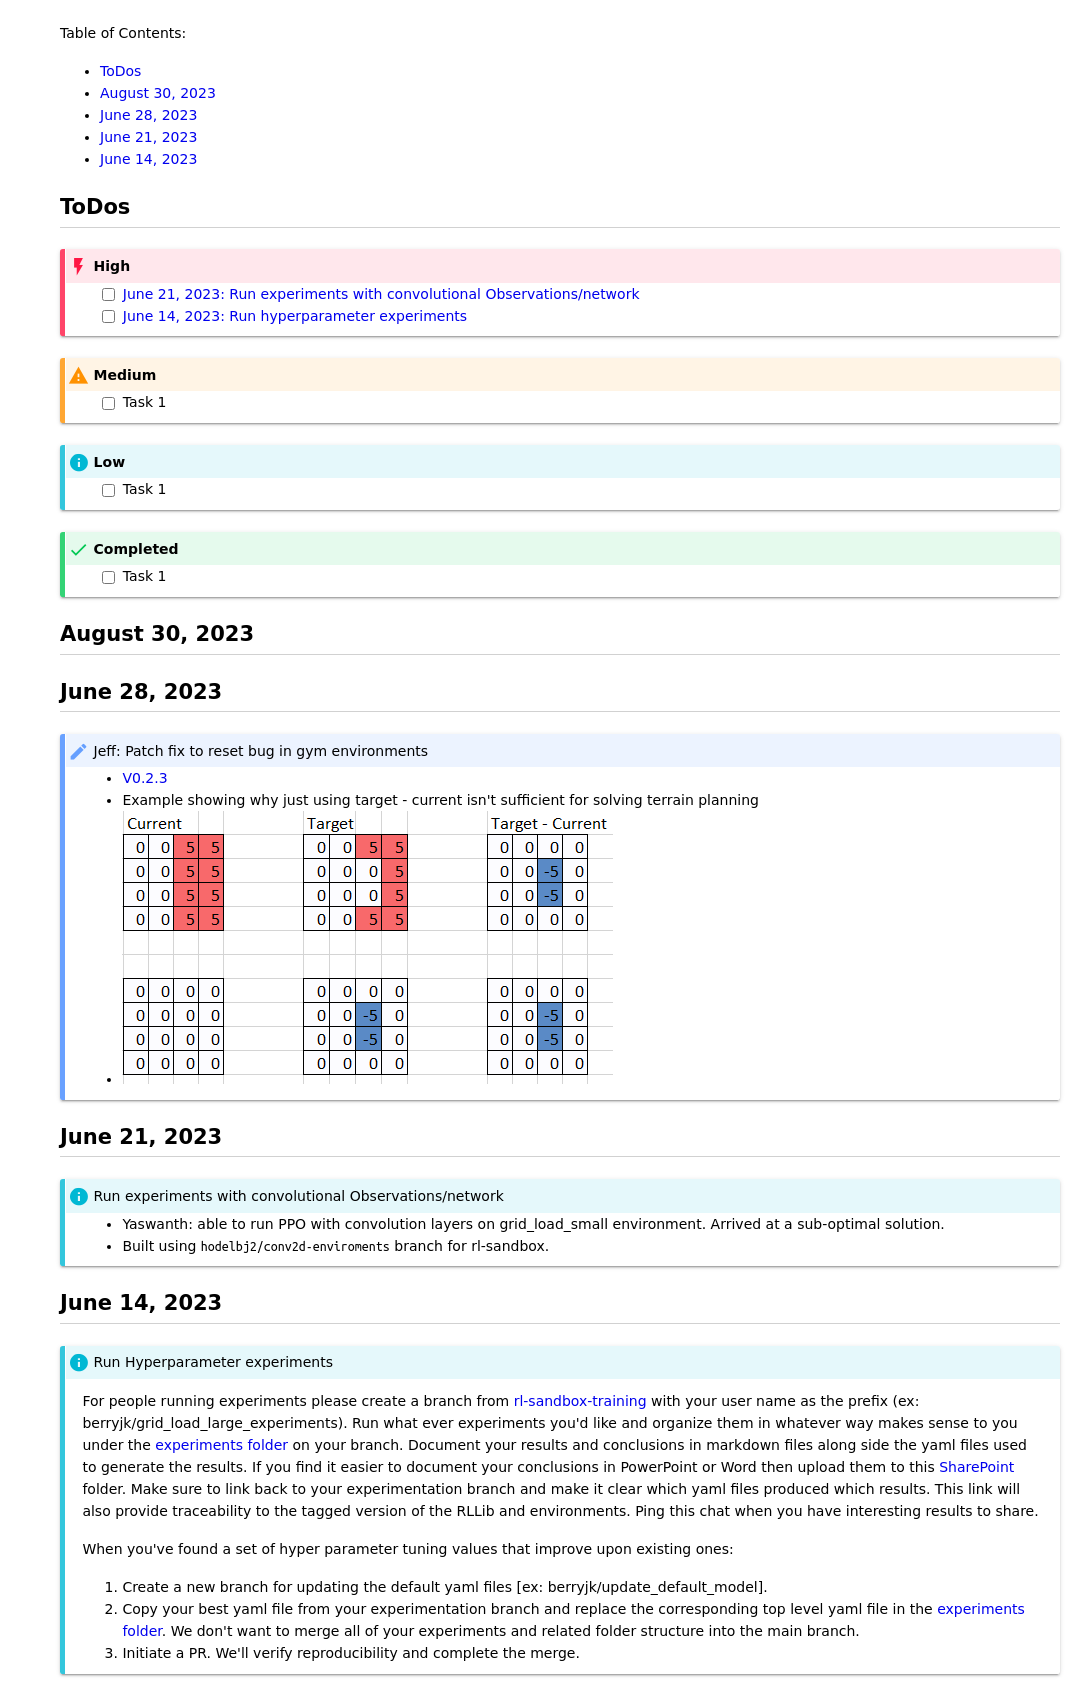 Table of Contents:
ToDos
August 30, 2023
June 28, 2023
June 21, 2023
June 14, 2023
ToDos
High
June 21, 2023: Run experiments with convolutional Observations/network
June 14, 2023: Run hyperparameter experiments
Medium
Task 1
Low
Task 1
Completed
Task 1
August 30, 2023
June 28, 2023
Jeff: Patch fix to reset bug in gym environments
V0.2.3
Example showing why just using target - current isn't sufficient for solving terrain planning
Current Target Target - Current
0 0 5 5 0 0 5 5 0 0 0 0
0 0 5 5 0 0 0 5 0 0 -5 0
0 0 5 5 0 0 0 5 0 0 -5 0
0 0 5 5 0 0 5 5 0 0 0 0
0 0 0 0 0 0 0 0 0 0 0 0
0 0 0 0 0 0 -5 0 0 0 -5 0
0 0 0 0 0 0 -5 0 0 0 -5 0
0 0 0 0 0 0 0 0 0 0 0 0
June 21, 2023
Run experiments with convolutional Observations/network
Yaswanth: able to run PPO with convolution layers on grid_load_small environment. Arrived at a sub-optimal solution.
Built using hodelbj2/conv2d-enviroments branch for rl-sandbox.
June 14, 2023
Run Hyperparameter experiments
For people running experiments please create a branch from rl-sandbox-training with your user name as the prefix (ex:
berryjk/grid_load_large_experiments). Run what ever experiments you'd like and organize them in whatever way makes sense to you
under the experiments folder on your branch. Document your results and conclusions in markdown files along side the yaml files used
to generate the results. If you find it easier to document your conclusions in PowerPoint or Word then upload them to this SharePoint
folder. Make sure to link back to your experimentation branch and make it clear which yaml files produced which results. This link will
also provide traceability to the tagged version of the RLLib and environments. Ping this chat when you have interesting results to share.
When you've found a set of hyper parameter tuning values that improve upon existing ones:
1. Create a new branch for updating the default yaml files [ex: berryjk/update_default_model].
2. Copy your best yaml file from your experimentation branch and replace the corresponding top level yaml file in the experiments
folder. We don't want to merge all of your experiments and related folder structure into the main branch.
3. Initiate a PR. We'll verify reproducibility and complete the merge.